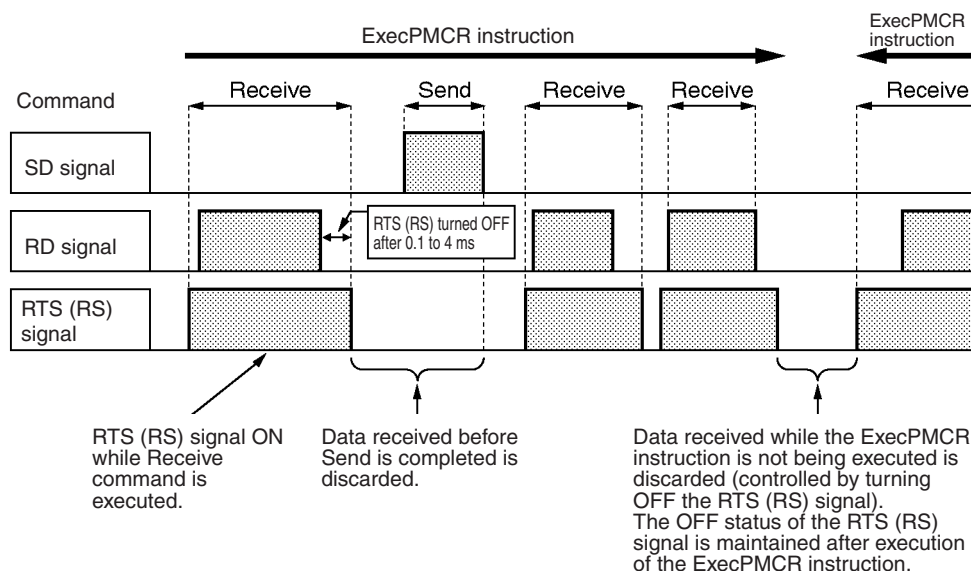 ExecPMCR instruction
ExecPMCR
instruction
Command
Receive
Send
Receive
Receive
Receive
SD signal
RD signal
RTS (RS) turned OFF
after 0.1 to 4 ms
RTS (RS)
signal
RTS (RS) signal ON
while Receive
command is
executed.
Data received before
Send is completed is
discarded.
Data received while the ExecPMCR
instruction is not being executed is
discarded (controlled by turning
OFF the RTS (RS) signal).
The OFF status of the RTS (RS)
signal is maintained after execution
of the ExecPMCR instruction.